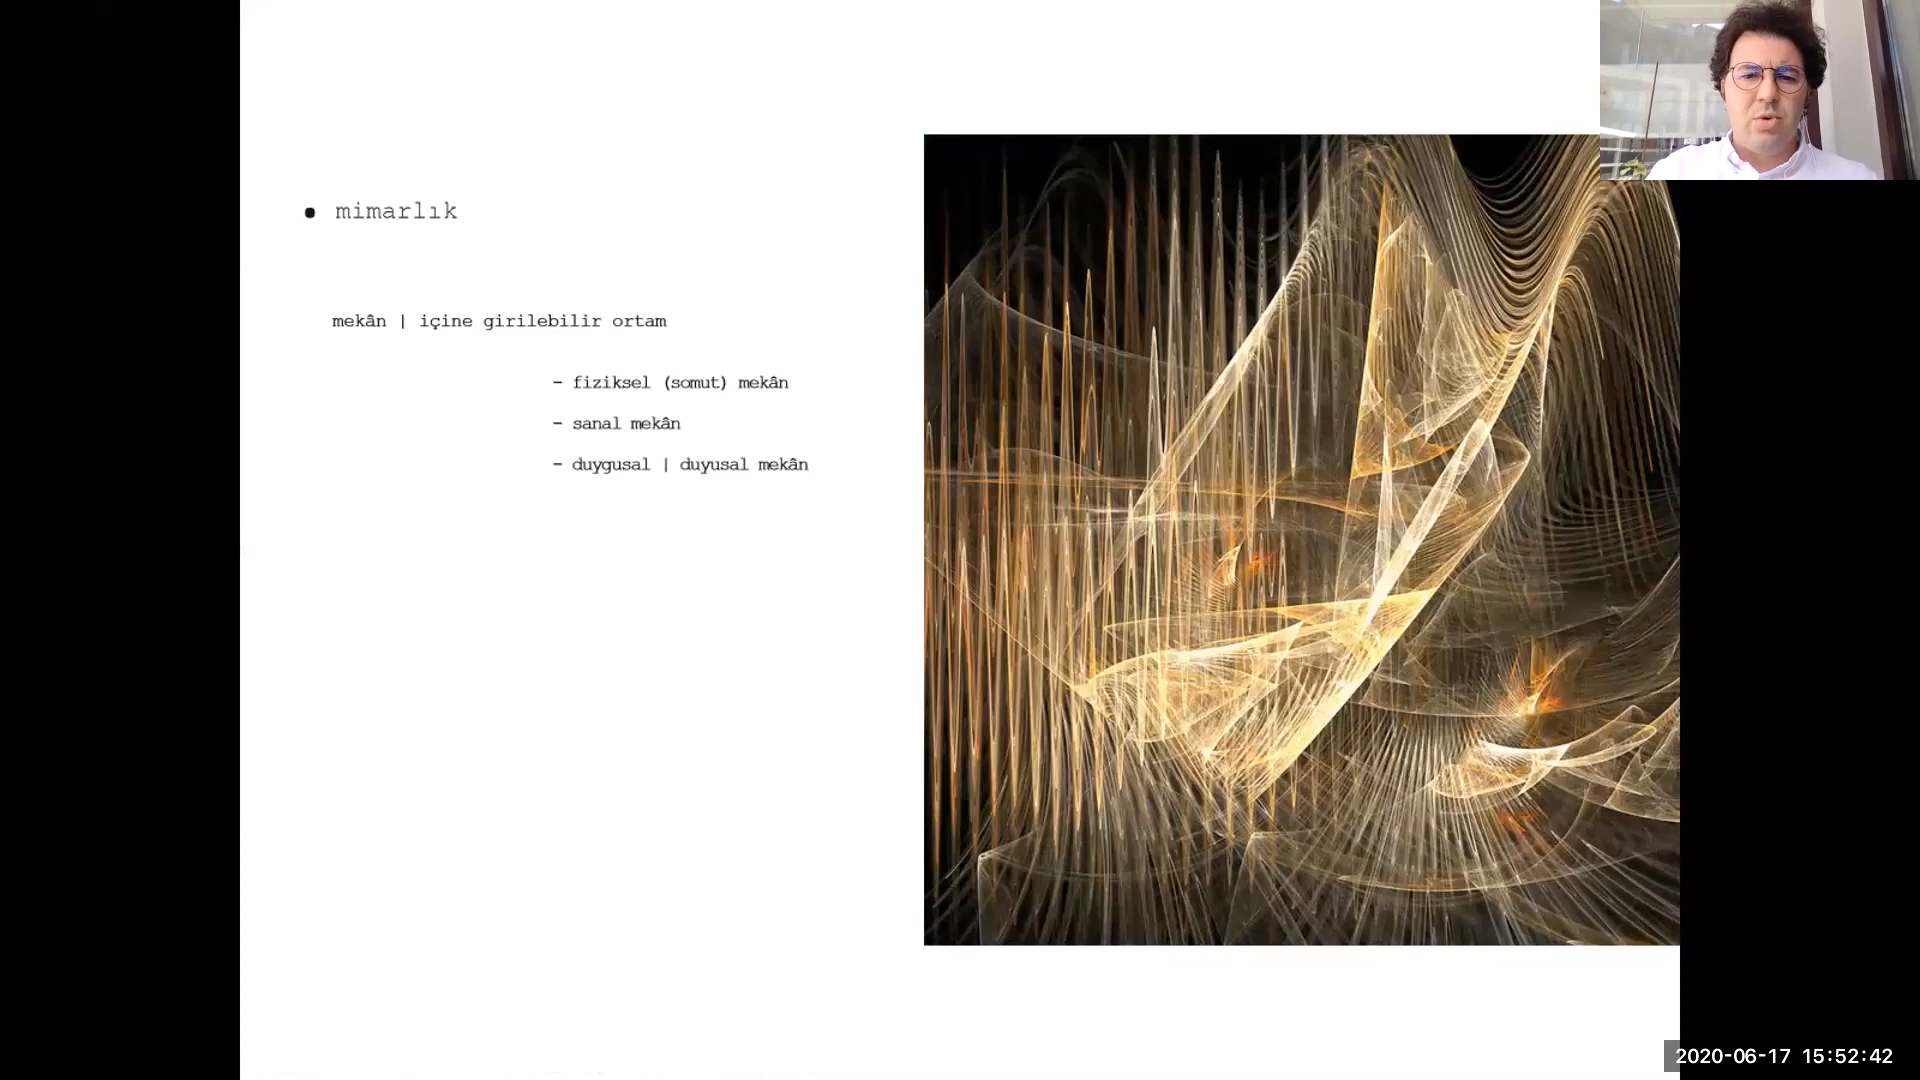 • mimarlık
mekân | içine girilebilir ortam
- fiziksel (somut) mekân
- sanal mekân
- duygusal | duyusal mekân
2020-06-17 15:52:42